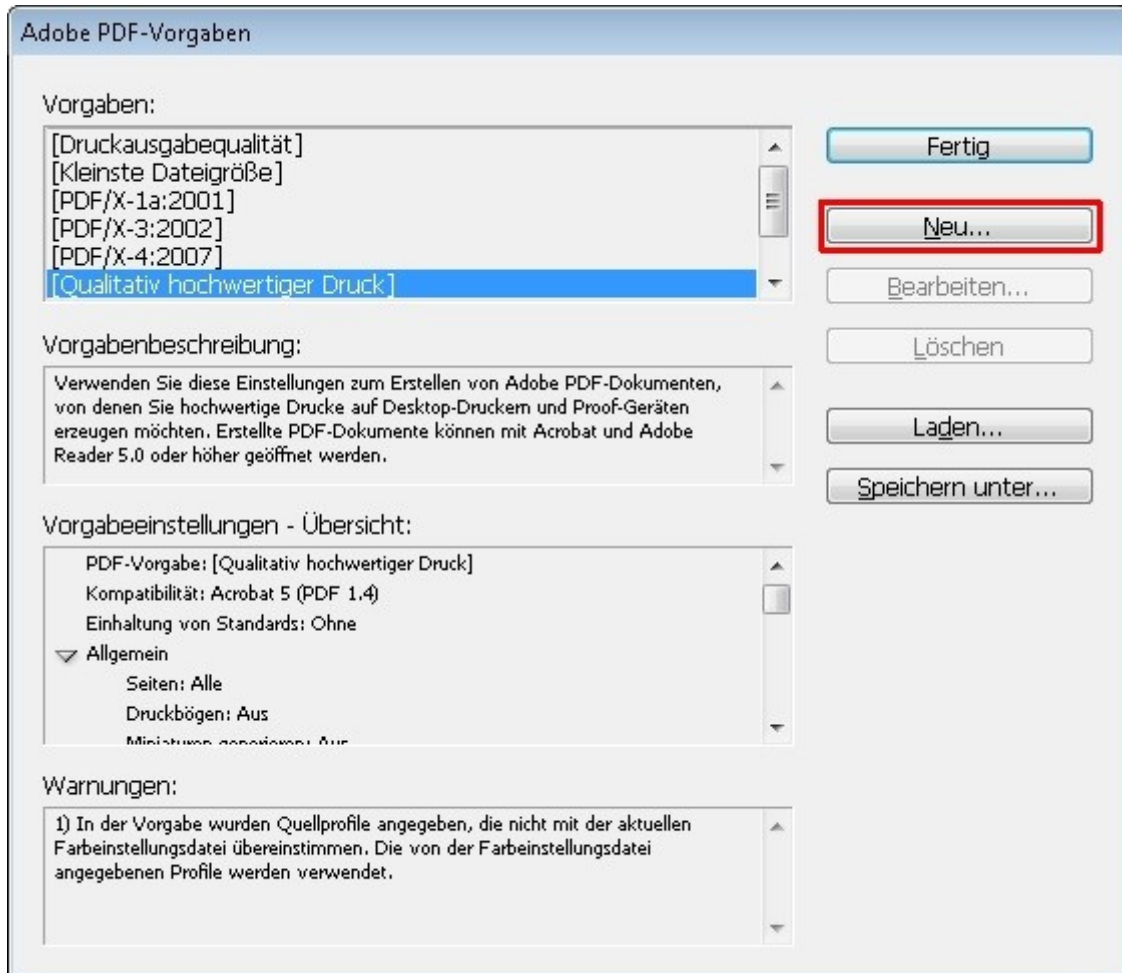 Adobe PDF-Vorgaben
Vorgaben:
[Druckausgabequalität]
[Kleinste Dateigröße]
[PDF/X-1a:2001]
[PDF/X-3:2002]
[PDF/X-4:2007]
[Qualitativ hochwertiger Druck]
Fertig
Neu...
Bearbeiten...
Löschen
Laden...
Speichern unter...
Vorgabenbeschreibung:
Verwenden Sie diese Einstellungen zum Erstellen von Adobe PDF-Dokumenten,
von denen Sie hochwertige Drucke auf Desktop-Druckern und Proof-Geräten
erzeugen möchten. Erstellte PDF-Dokumente können mit Acrobat und Adobe
Reader 5.0 oder höher geöffnet werden.
Vorgabeeinstellungen - Übersicht:
PDF-Vorgabe: [Qualitativ hochwertiger Druck]
Kompatibilität: Acrobat 5 (PDF 1.4)
Einhaltung von Standards: Ohne
Allgemein
Seiten: Alle
Druckbögen: Aus
Miniaturen generieren: Aus
Warnungen:
1) In der Vorgabe wurden Quellprofile angegeben, die nicht mit der aktuellen
Farbeinstellungsdatei übereinstimmen. Die von der Farbeinstellungsdatei
angegebenen Profile werden verwendet.